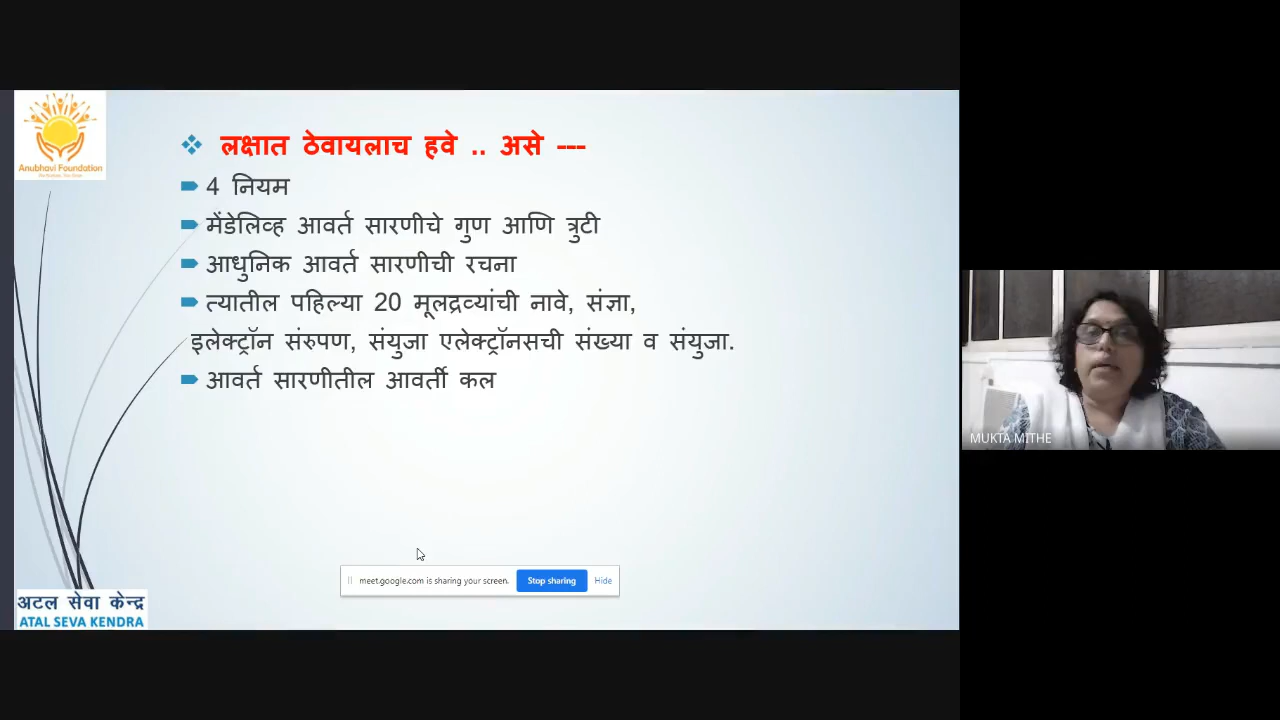 Anubhavi Foundation
❖ लक्षात ठेवायलाच हवे .. असे ---
4 नियम
मेंडेलिव्ह आवर्त सारणीचे गुण आणि त्रुटी
आधुनिक आवर्त सारणीची रचना
त्यातील पहिल्या 20 मूलद्रव्यांची नावे, संज्ञा,
इलेक्ट्रॉन संरुपण, संयुजा एलेक्ट्रॉनसची संख्या व संयुजा.
आवर्त सारणीतील आवर्ती कल
MUKTA MITHE
meet.google.com is sharing your screen. Stop sharing Hide
अटल सेवा केन्द्र
ATAL SEVA KENDRA